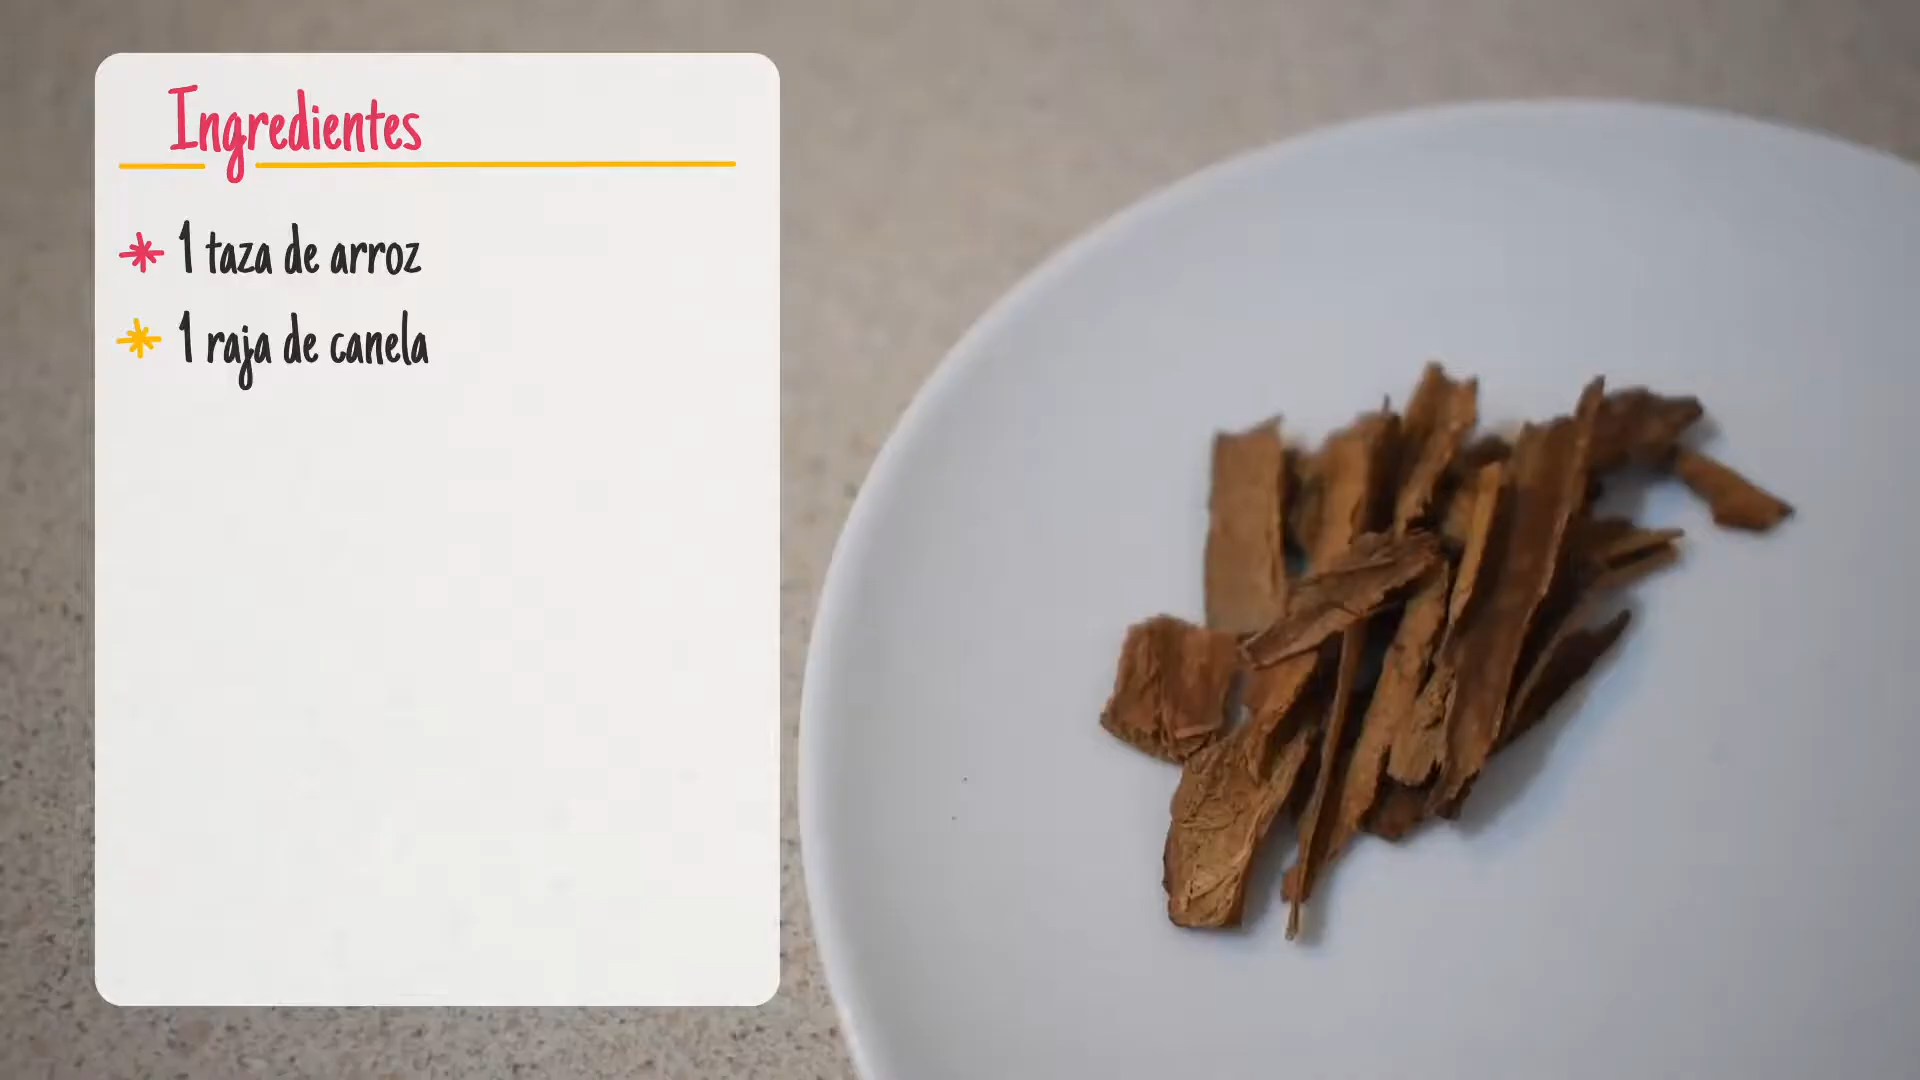 Ingredientes
1 taza de arroz
1 raja de canela